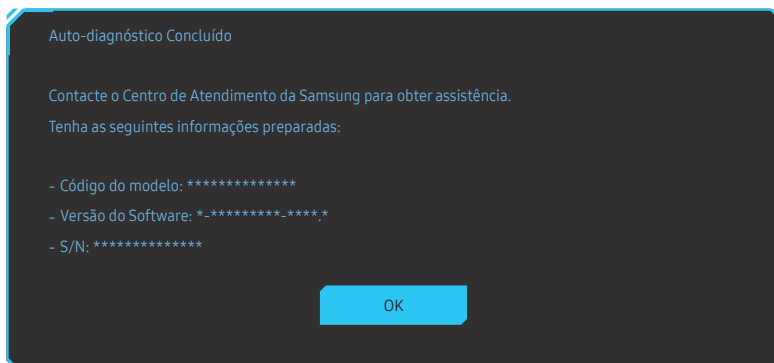 Auto-diagnóstico Concluído
Contacte o Centro de Atendimento da Samsung para obter assistência.
Tenha as seguintes informações preparadas:
- Código do modelo: **************
- Versão do Software: *-*********-****.*
- S/N: **************
OK